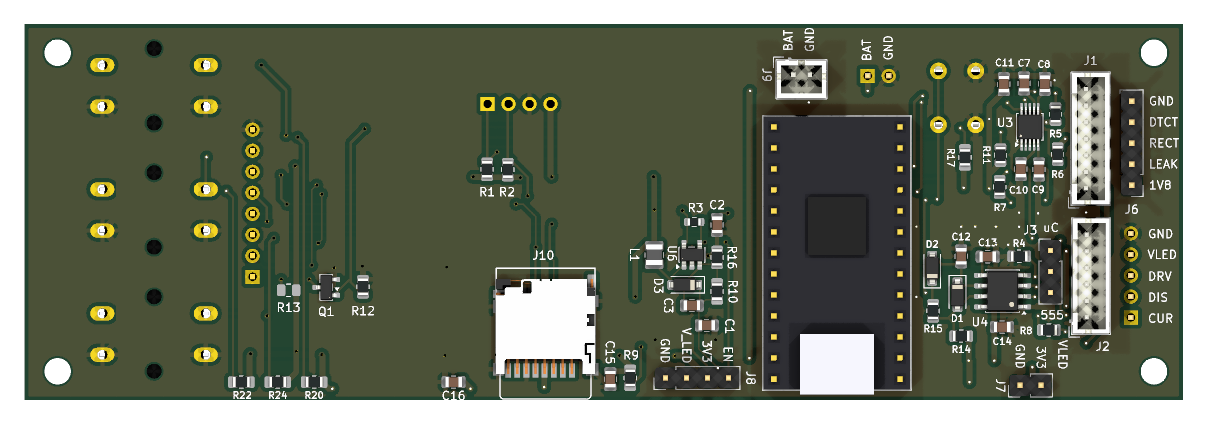 BAT
GND
J9
BAT
GND
C11
C7
C8
J1
U3
R5
GND
DTCT
RECT
LEAK
1V8
R17
R11
R6
C10
C9
R7
J6
R1
R2
R3
C2
L1
U6
R16
D3
R10
C3
C1
J10
R13
Q1
R12
D2
C12
C13
R4
J3
uC
GND
VLED
DRV
DIS
CUR
D1
U4
555
R15
R14
C14
R8
J2
GND
V_LED
3V3
EN
J8
GND
3V3
VLED
J7
R22
R24
R20
C16
C15
R9